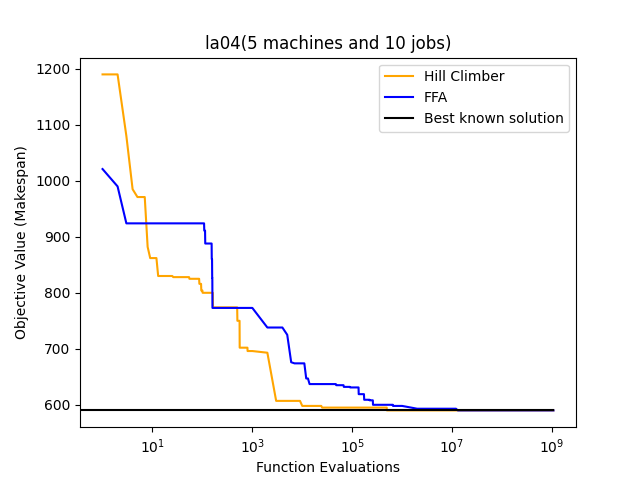 la04(5 machines and 10 jobs)
Hill Climber
FFA
Best known solution
Objective Value (Makespan)
1200
1100
1000
900
800
700
600
10^1
10^3
10^5
10^7
10^9
Function Evaluations